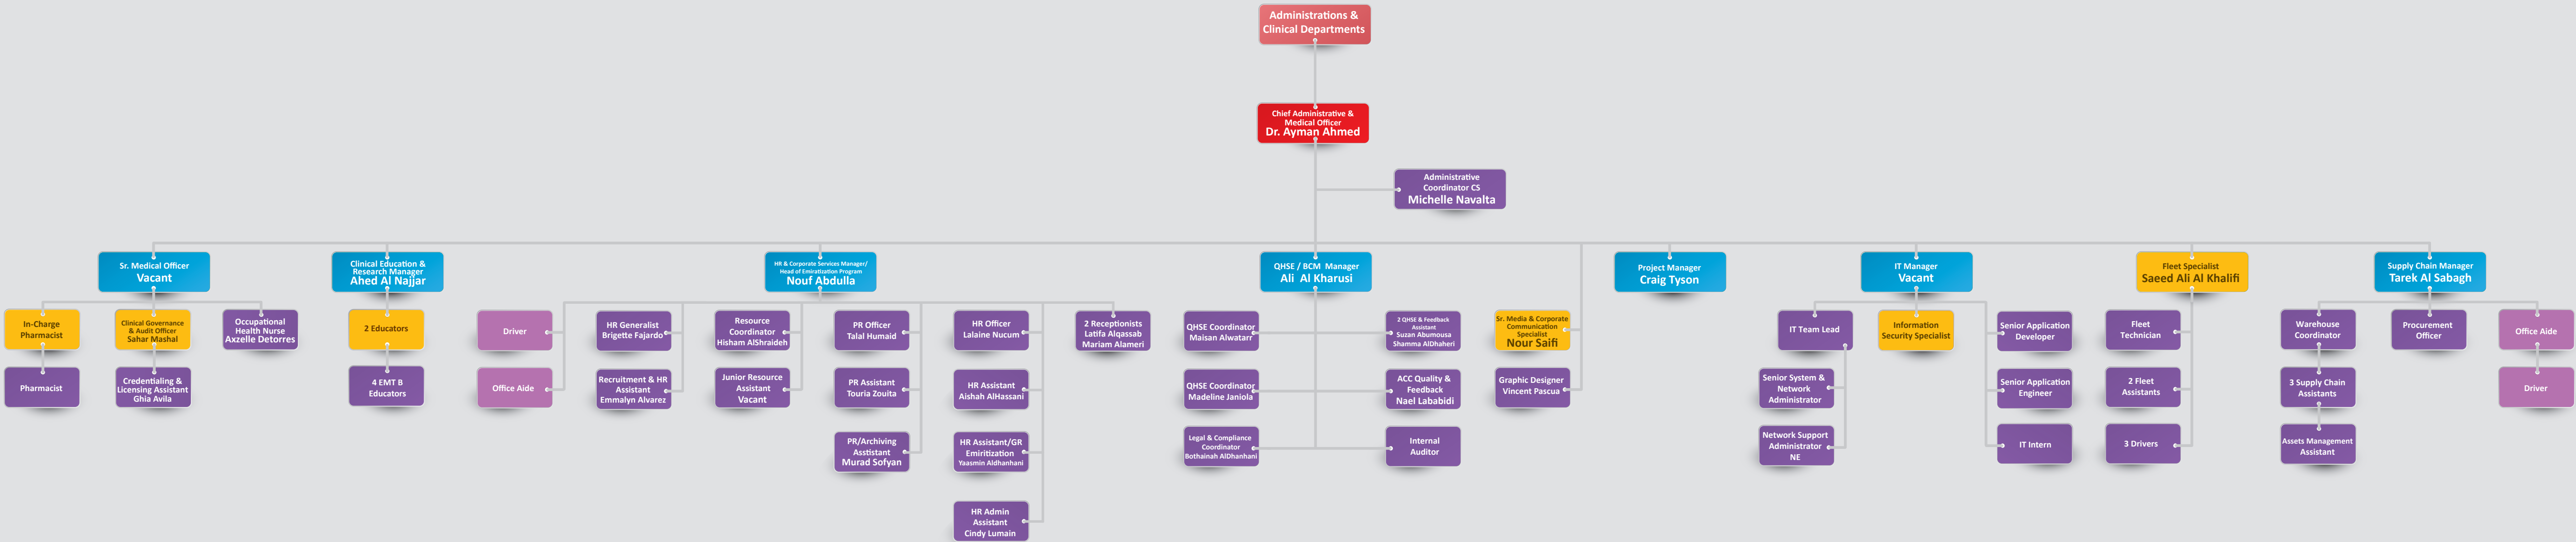 Administrations &
Clinical Departments
Chief Administrative &
Medical Officer
Dr. Ayman Ahmed
Administrative
Coordinator CS
Michelle Navalta
Sr. Medical Officer
Vacant
Clinical Education &
Research Manager
Ahed Al Najjar
HR & Corporate Services Manager/
Head of Emiratization Program
Nouf Abdulla
QHSE / BCM Manager
Ali Al Kharusi
Project Manager
Craig Tyson
IT Manager
Vacant
Fleet Specialist
Saeed Ali Al Khalifi
Supply Chain Manager
Tarek Al Sabagh
In-Charge
Pharmacist
Pharmacist
Clinical Governance
& Audit Officer
Sahar Mashal
Credentialing &
Licensing Assistant
Ghia Avila
Occupational
Health Nurse
Axzelle Detorres
2 Educators
4 EMT B
Educators
Driver
Office Aide
HR Generalist
Brigette Fajardo
Recruitment & HR
Assistant
Emmalyn Alvarez
Resource
Coordinator
Hisham AlShraideh
Junior Resource
Assistant
Vacant
PR Officer
Talal Humaid
PR Assistant
Touria Zouita
PR/Archiving
Asstistant
Murad Sofyan
HR Officer
Lalaine Nucum
HR Assistant
Aishah AlHassani
HR Assistant/GR
Emiritization
Yaasmin Aldhanhani
HR Admin
Assistant
Cindy Lumain
2 Receptionists
Latifa Alqassab
Mariam Alameri
QHSE Coordinator
Maisan Alwatarr
QHSE Coordinator
Madeline Janiola
Legal & Compliance
Coordinator
Bothainah AlDhanhani
2 QHSE & Feedback
Assistant
Suzan Abumousa
Shamma AlDhaheri
ACC Quality &
Feedback
Nael Lababidi
Internal
Auditor
Sr. Media & Corporate
Communication
Specialist
Nour Saifi
Graphic Designer
Vincent Pascua
IT Team Lead
Senior System &
Network
Administrator
Network Support
Administrator
NE
Information
Security Specialist
Senior Application
Developer
Senior Application
Engineer
IT Intern
Fleet
Technician
2 Fleet
Assistants
3 Drivers
Warehouse
Coordinator
3 Supply Chain
Assistants
Assets Management
Assistant
Procurement
Officer
Office Aide
Driver